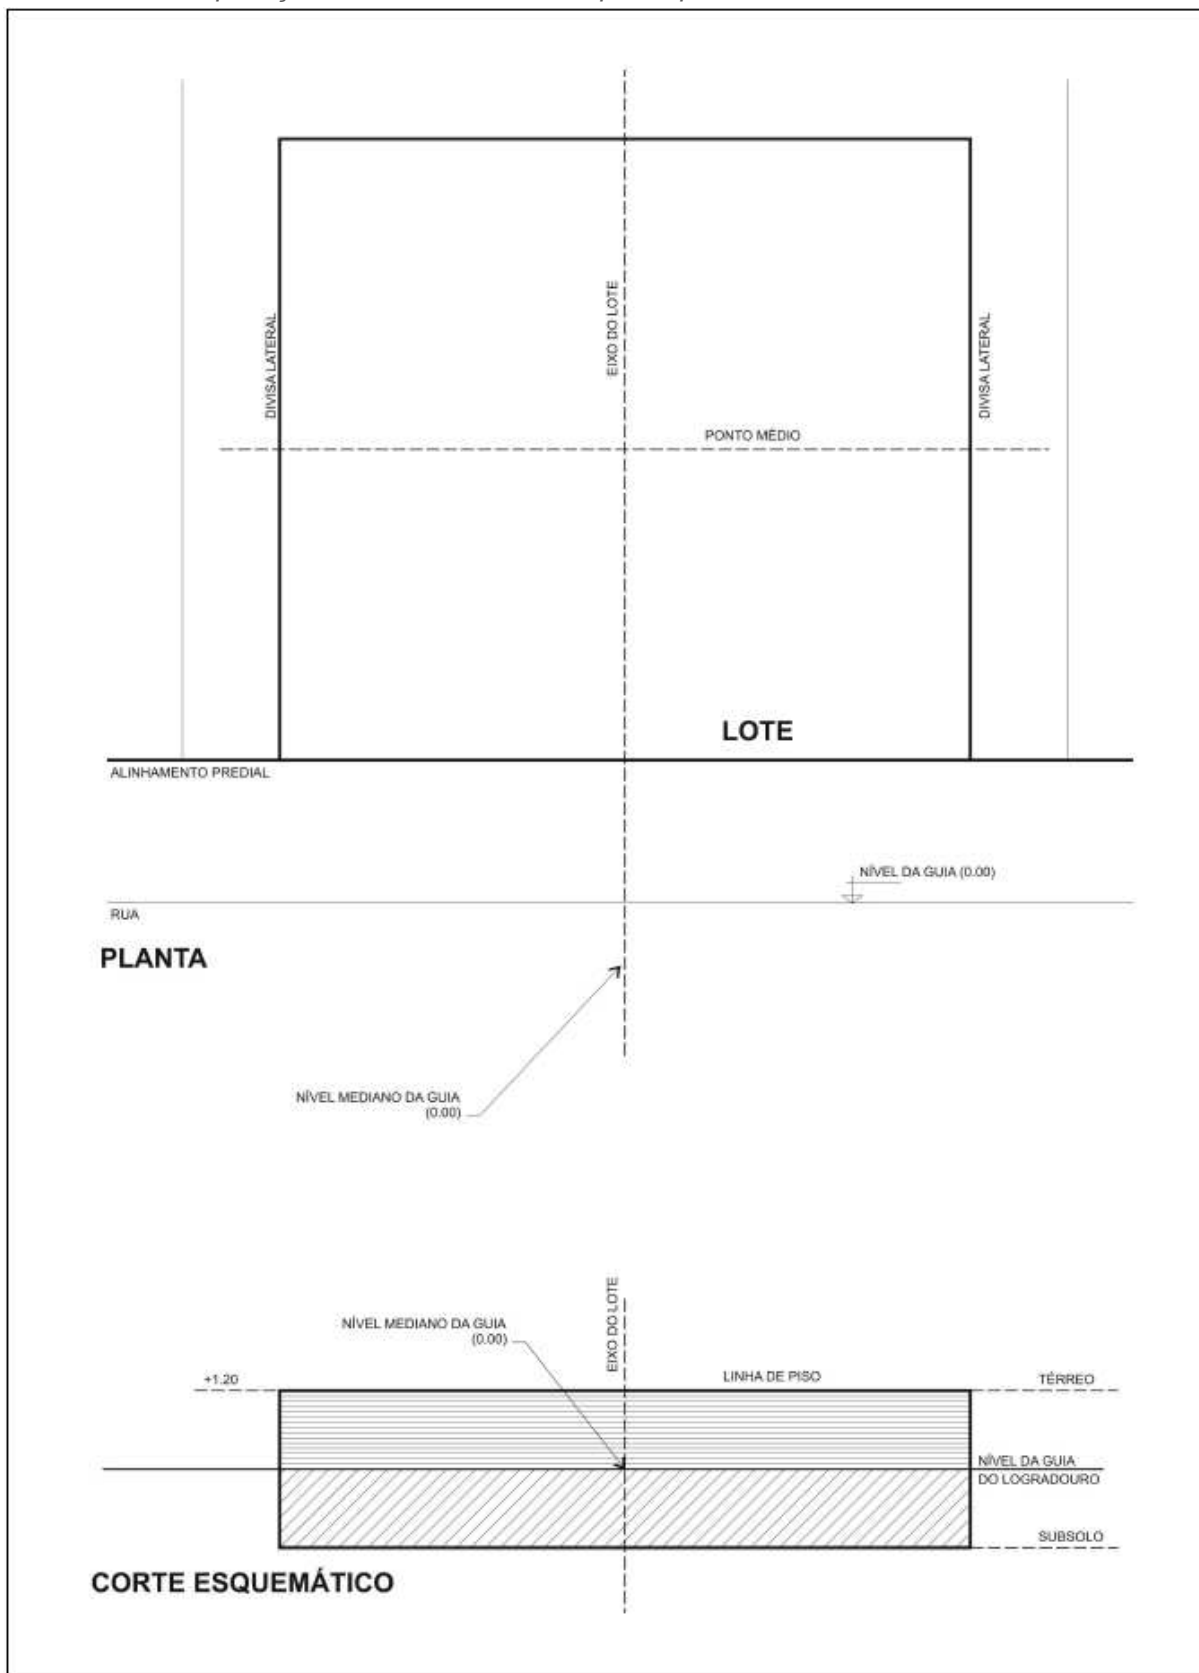 EIXO DO LOTE
DIVISA LATERAL
DIVISA LATERAL
PONTO MÉDIO
LOTE
ALINHAMENTO PREDIAL
NÍVEL DA GUIA (0.00)
RUA
PLANTA
NÍVEL MEDIANO DA GUIA
(0.00)
EIXO DO LOTE
NÍVEL MEDIANO DA GUIA
(0.00)
+1.20
LINHA DE PISO
TÉRREO
NÍVEL DA GUIA
DO LOGRADOURO
SUBSOLO
CORTE ESQUEMÁTICO